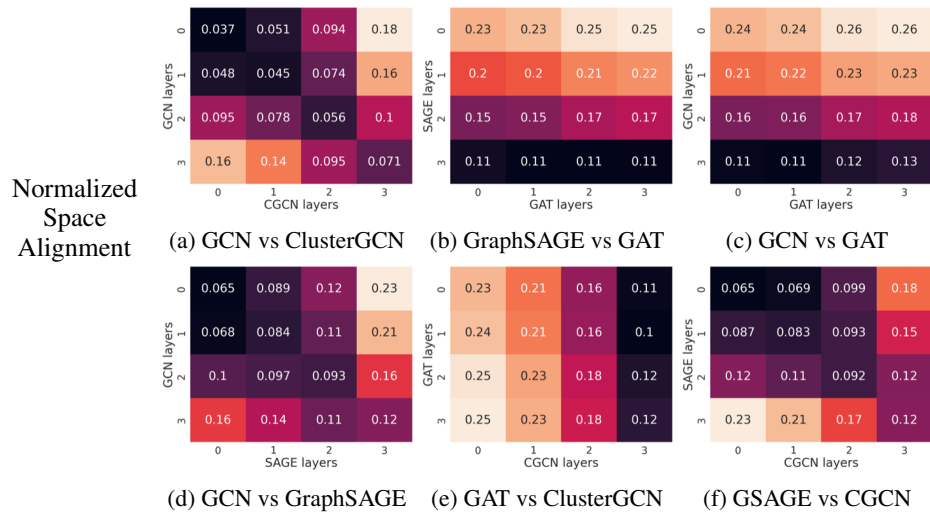 0.037 0.051 0.094 0.18
0.048 0.045 0.074 0.16
0.095 0.078 0.056 0.1
0.16 0.14 0.095 0.071
0 1 2 3
GCN layers
0 1 2 3
CGCN layers
(a) GCN vs ClusterGCN
0.23 0.23 0.25 0.25
0.2 0.2 0.21 0.22
0.15 0.15 0.17 0.17
0.11 0.11 0.11 0.11
0 1 2 3
SAGE layers
0 1 2 3
GAT layers
(b) GraphSAGE vs GAT
0.24 0.24 0.26 0.26
0.21 0.22 0.23 0.23
0.16 0.16 0.17 0.18
0.11 0.11 0.12 0.13
0 1 2 3
GCN layers
0 1 2 3
GAT layers
(c) GCN vs GAT
Normalized
Space
Alignment
0.065 0.089 0.12 0.23
0.068 0.084 0.11 0.21
0.1 0.097 0.093 0.16
0.16 0.14 0.11 0.12
0 1 2 3
GCN layers
0 1 2 3
SAGE layers
(d) GCN vs GraphSAGE
0.23 0.21 0.16 0.11
0.24 0.21 0.16 0.1
0.25 0.23 0.18 0.12
0.25 0.23 0.18 0.12
0 1 2 3
GAT layers
0 1 2 3
CGCN layers
(e) GAT vs ClusterGCN
0.065 0.069 0.099 0.18
0.087 0.083 0.093 0.15
0.12 0.11 0.092 0.12
0.23 0.21 0.17 0.12
0 1 2 3
SAGE layers
0 1 2 3
CGCN layers
(f) GSAGE vs CGCN